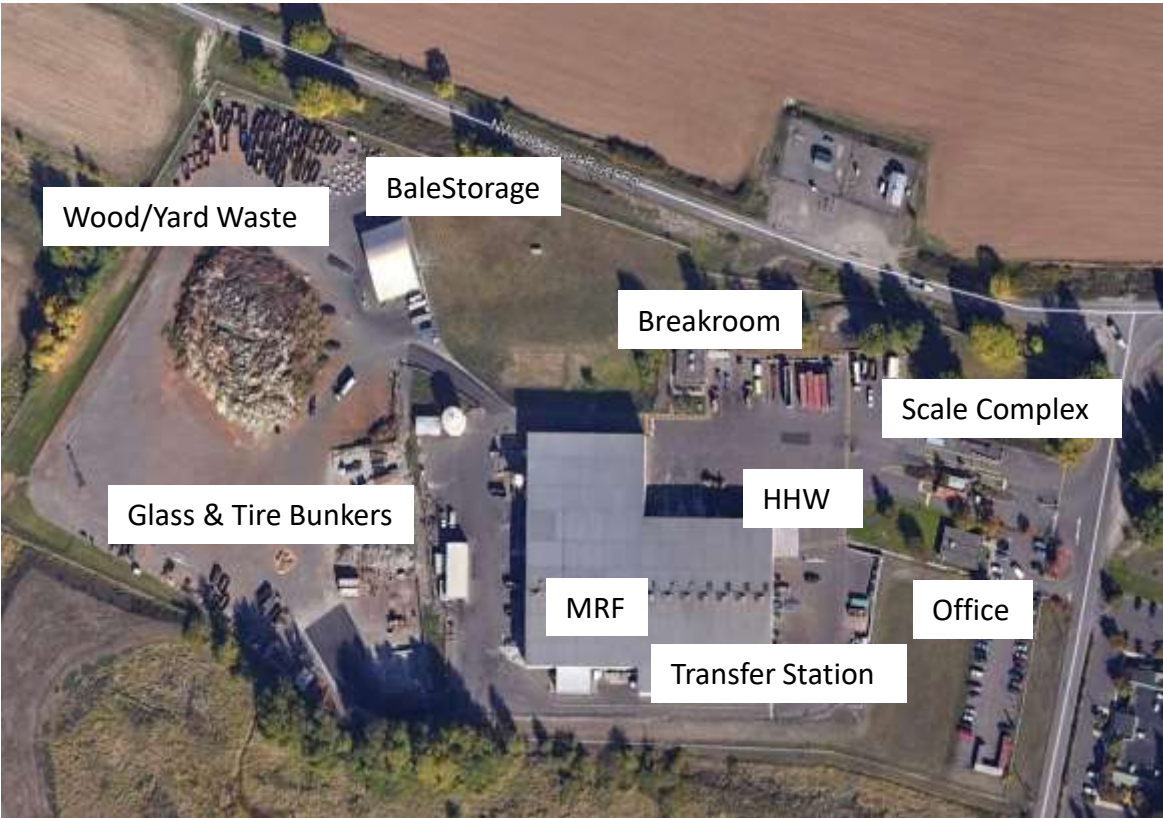 BaleStorage
Wood/Yard Waste
Breakroom
Scale Complex
HHW
Glass & Tire Bunkers
MRF
Office
Transfer Station